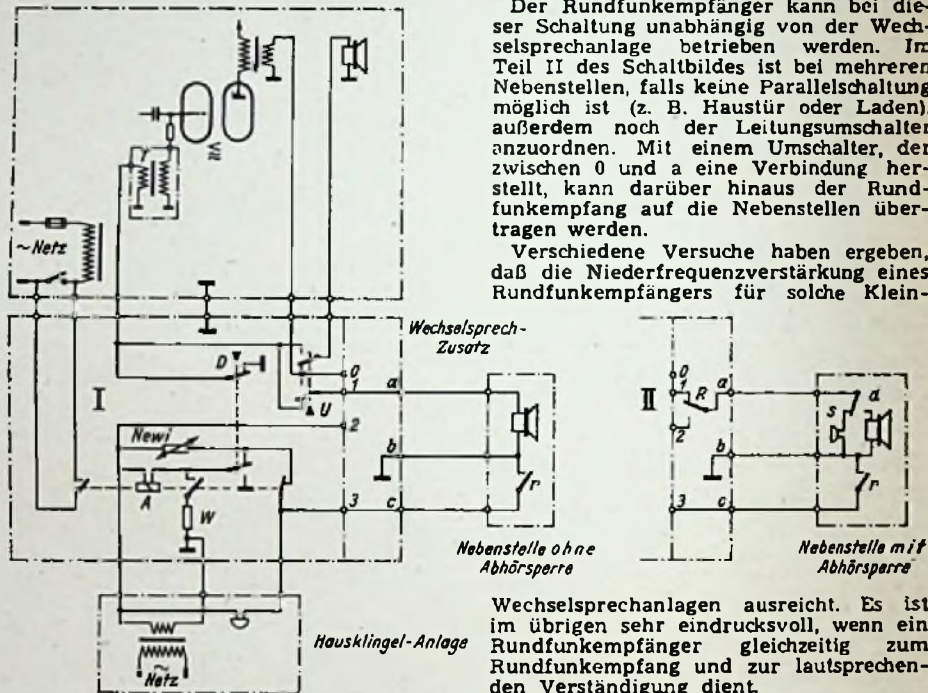 Der Rundfunkempfänger kann bei die-
ser Schaltung unabhängig von der Wech-
selsprechanlage betrieben werden. Im
Teil II des Schaltbildes ist bei mehreren
Nebenstellen, falls keine Parallelschaltung
möglich ist (z. B. Haustür oder Laden),
außerdem noch der Leitungsumschalter
anzuordnen. Mit einem Umschalter, der
zwischen 0 und a eine Verbindung her-
stellt, kann darüber hinaus der Rund-
funkempfang auf die Nebenstellen über-
tragen werden.
Verschiedene Versuche haben ergeben,
daß die Niederfrequenzverstärkung eines
Rundfunkempfängers für solche Klein-
Wechselsprechanlagen ausreicht. Es ist
im übrigen sehr eindrucksvoll, wenn ein
Rundfunkempfänger gleichzeitig zum
Rundfunkempfang und zur lautsprechen-
den Verständigung dient.
~Netz
Wechselsprech-
Zusatz
I
D
U
0
1
2
3
a
b
c
r
Newi
A
W
Nebenstelle ohne
Abhörsperre
II
0
1
2
3
R
a
b
c
s
d
r
Nebenstelle mit
Abhörsperre
Hausklingel-Anlage
~
Netz